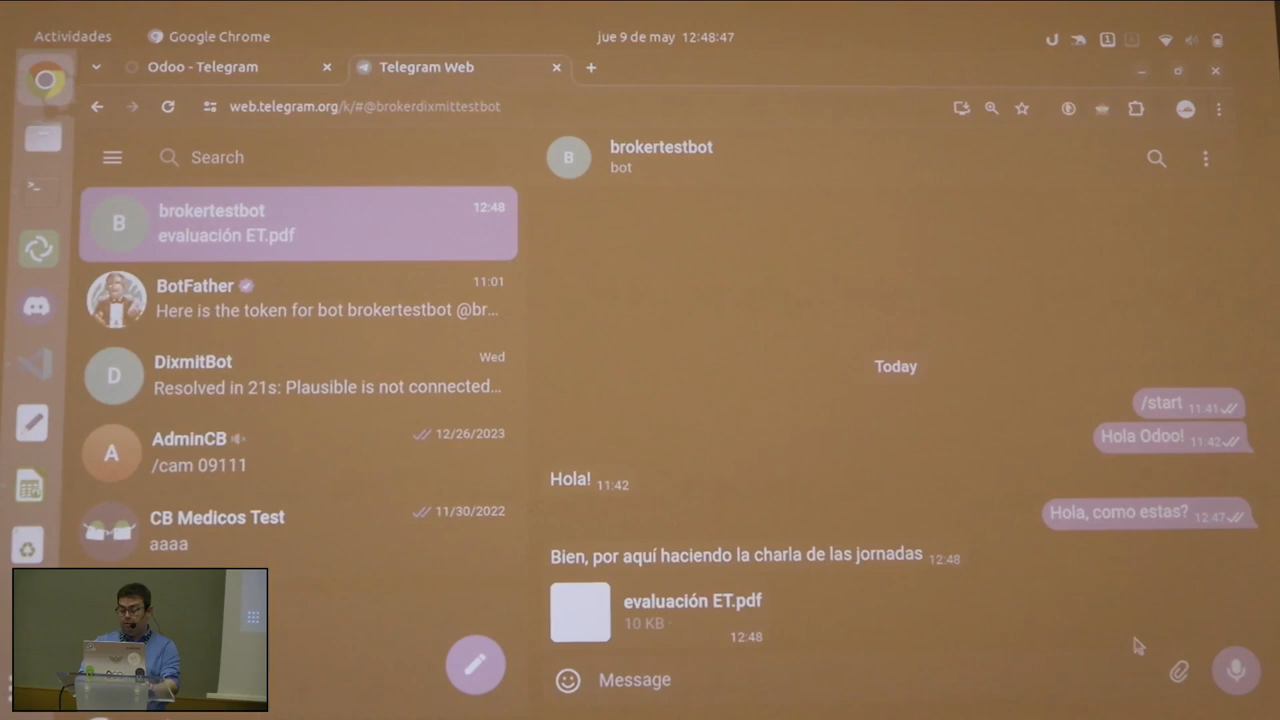 Actividades
Google Chrome
jue 9 de may 12:48:47
Odoo - Telegram
Telegram Web
web.telegram.org/k/#@brokerdixmittestbot
Search
B
brokertestbot
12:48
evaluación ET.pdf
BotFather
11:01
Here is the token for bot brokertestbot @br...
D
DixmitBot
Wed
Resolved in 21s: Plausible is not connected...
A
AdminCB
12/26/2023
/cam 09111
CB Medicos Test
11/30/2022
aaaa
B
brokertestbot
bot
Today
/start 11:41
Hola Odoo! 11:42
Hola! 11:42
Hola, como estas? 12:47
Bien, por aquí haciendo la charla de las jornadas 12:48
evaluación ET.pdf
10 KB
12:48
Message